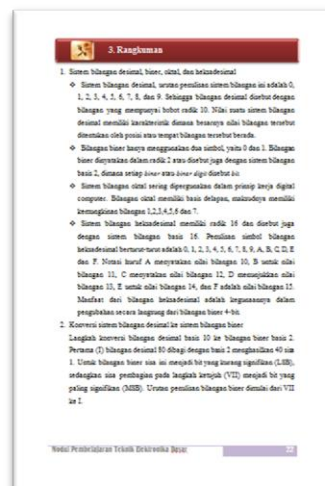 3. Rangkuman
1. Sistem bilangan desimal, biner, oktal, dan heksadesimal
❖ Sistem bilangan desimal, urutan penulisan sistem bilangan ini adalah 0,
1, 2, 3, 4, 5, 6, 7, 8, dan 9. Sehingga bilangan desimal disebut dengan
bilangan yang mempunyai bobot radik 10. Nilai suatu sistem bilangan
desimal memiliki karakteristik dimana besarnya nilai bilangan tersebut
ditentukan oleh posisi atau tempat bilangan tersebut berada.
❖ Bilangan biner hanya menggunakan dua simbol, yaitu 0 dan 1. Bilangan
biner dinyatakan dalam radik 2 atau disebut juga dengan sistem bilangan
basis 2, dimana setiap biner atau biner digit disebut bit.
❖ Sistem bilangan oktal sering dipergunakan dalam prinsip kerja digital
computer. Bilangan oktal memiliki basis delapan, maksudnya memiliki
kemungkinan bilangan 1,2,3,4,5,6 dan 7.
❖ Sistem bilangan heksadesimal memiliki radik 16 dan disebut juga
dengan sistem bilangan basis 16. Penulisan simbol bilangan
heksadesimal berturut-turut adalah 0, 1, 2, 3, 4, 5, 6, 7, 8, 9, A, B, C, D, E
dan F. Notasi huruf A menyatakan nilai bilangan 10, B untuk nilai
bilangan 11, C menyatakan nilai bilangan 12, D menunjukkan nilai
bilangan 13, E untuk nilai bilangan 14, dan F adalah nilai bilangan 15.
Manfaat dari bilangan heksadesimal adalah kegunaannya dalam
pengubahan secara langsung dari bilangan biner 4-bit.
2. Konversi sistem bilangan desimal ke sistem bilangan biner
Langkah konversi bilangan desimal basis 10 ke bilangan biner basis 2.
Pertama (I) bilangan desimal 80 dibagi dengan basis 2 menghasilkan 40 sisa
1. Untuk bilangan biner sisa ini menjadi bit yang kurang signifikan (LSB),
sedangkan sisa pembagian pada langkah ketujuh (VII) menjadi bit yang
paling signifikan (MSB). Urutan penulisan bilangan biner dimulai dari VII
ke I.
Modul Pembelajaran Teknik Elektronika Dasar
22